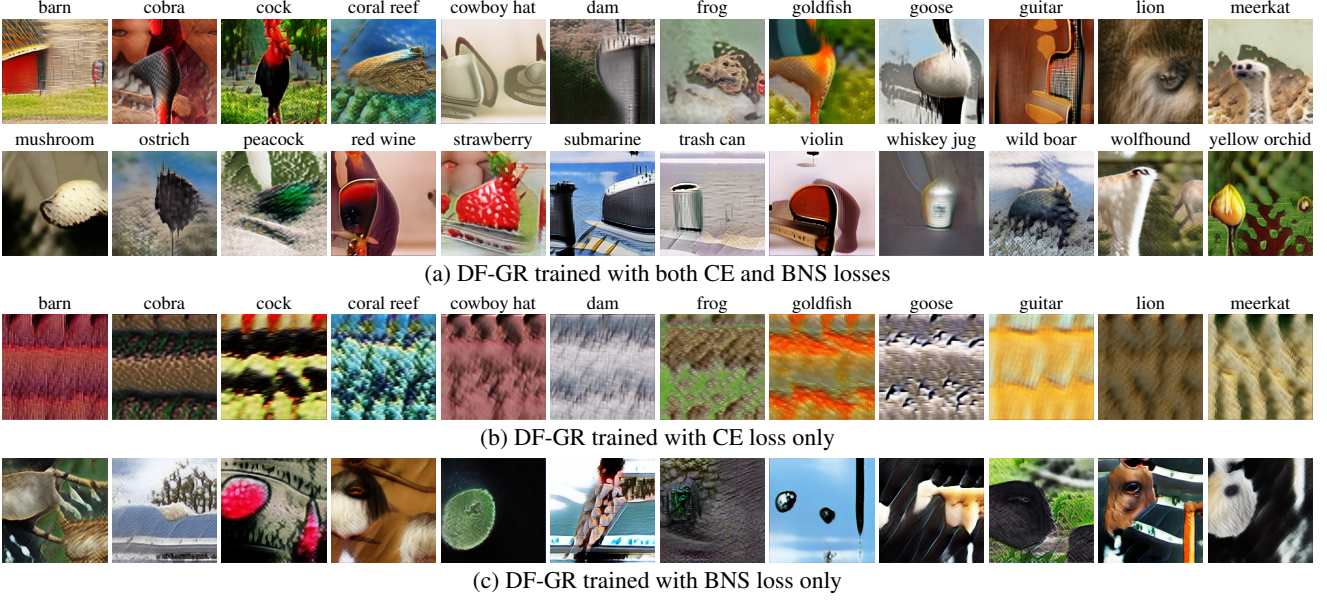 barn cobra cock coral reef cowboy hat dam frog goldfish goose guitar lion meerkat
mushroom ostrich peacock red wine strawberry submarine trash can violin whiskey jug wild boar wolfhound yellow orchid
(a) DF-GR trained with both CE and BNS losses
barn cobra cock coral reef cowboy hat dam frog goldfish goose guitar lion meerkat
(b) DF-GR trained with CE loss only
(c) DF-GR trained with BNS loss only